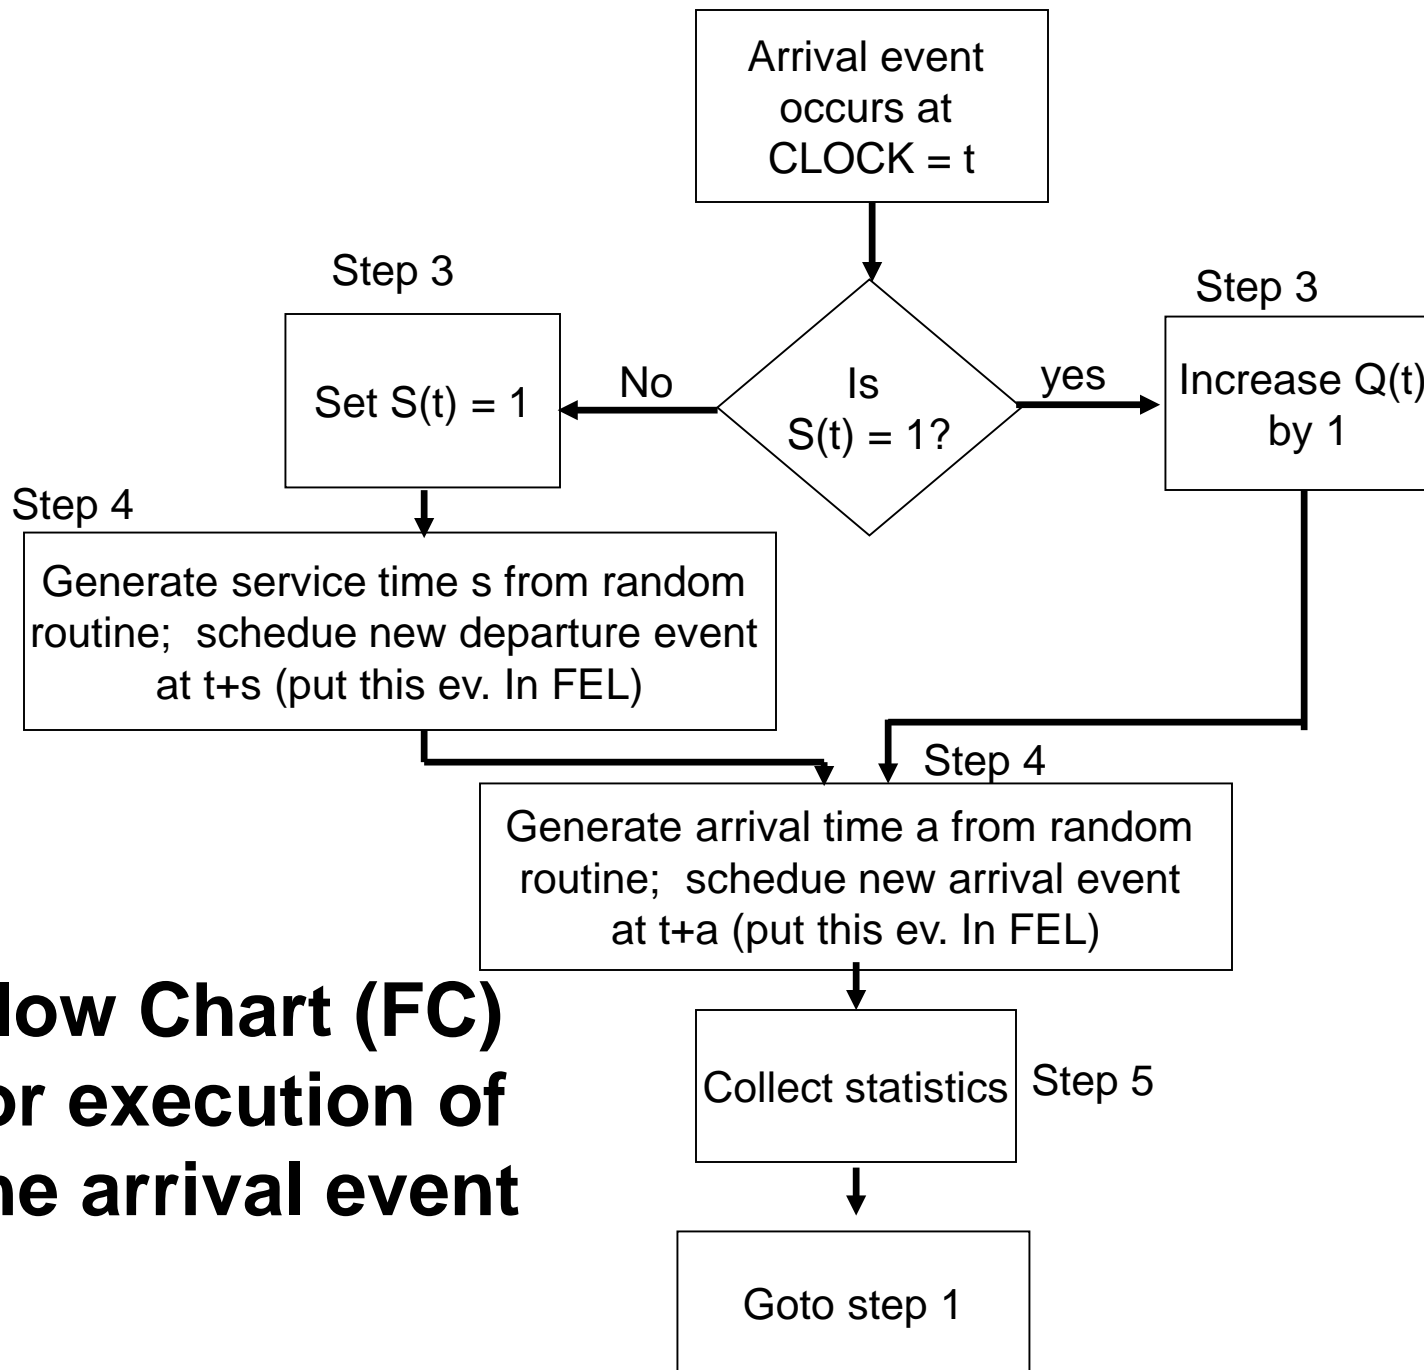 Arrival event
occurs at
CLOCK = t
Step 3
Set S(t) = 1
No
Is
S(t) = 1?
yes
Step 3
Increase Q(t)
by 1
Step 4
Generate service time s from random
routine; schedue new departure event
at t+s (put this ev. In FEL)
Step 4
Generate arrival time a from random
routine; schedue new arrival event
at t+a (put this ev. In FEL)
low Chart (FC)
or execution of
he arrival event
Collect statistics
Step 5
Goto step 1